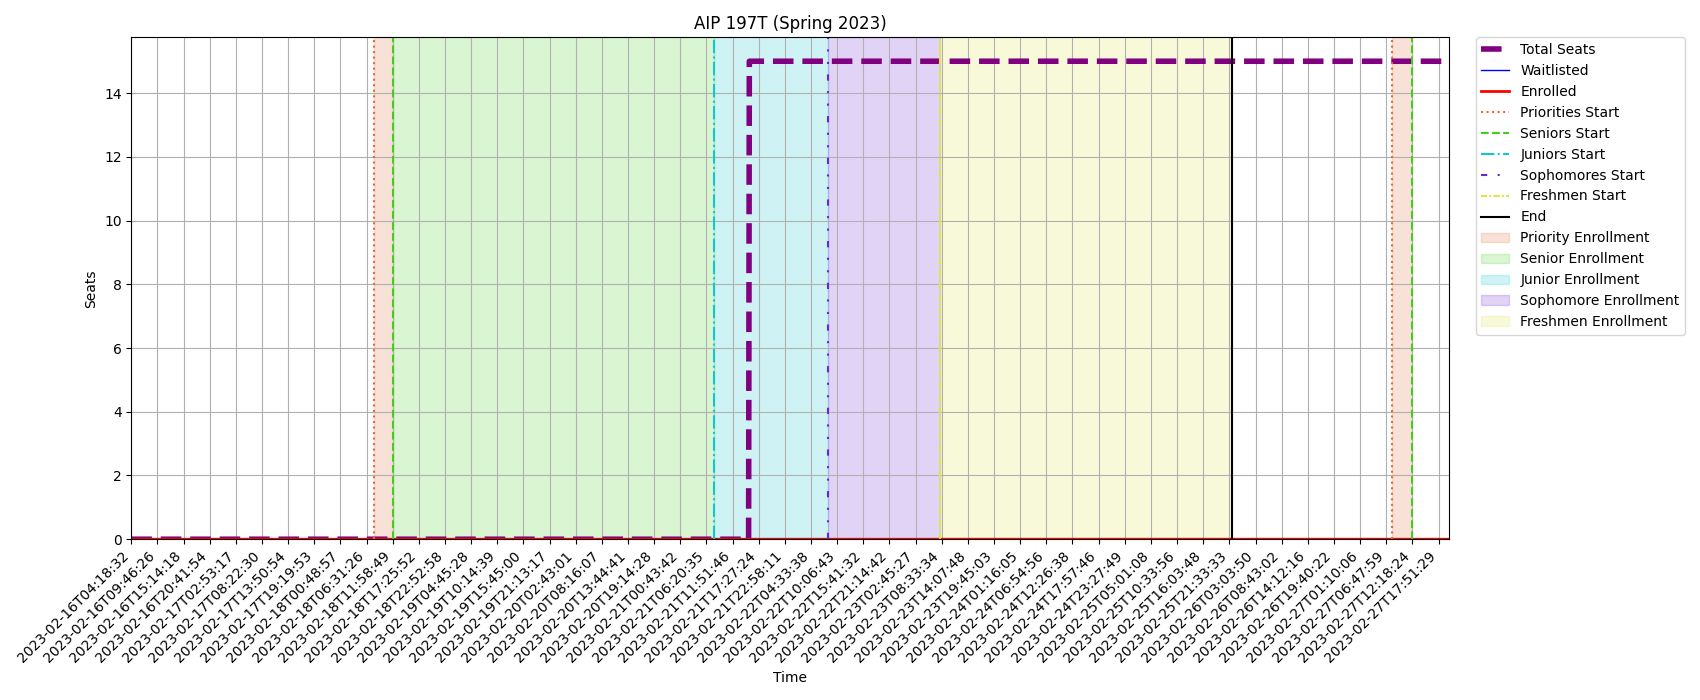 AIP 197T (Spring 2023)
Seats
14
12
10
8
6
4
2
0
2023-02-16T04:18:32
2023-02-16T09:46:26
2023-02-16T15:14:18
2023-02-16T20:41:54
2023-02-17T02:53:17
2023-02-17T08:22:30
2023-02-17T13:50:54
2023-02-17T19:19:53
2023-02-18T00:48:57
2023-02-18T06:31:26
2023-02-18T11:58:49
2023-02-18T17:25:52
2023-02-18T22:52:58
2023-02-19T04:45:28
2023-02-19T10:14:39
2023-02-19T15:45:00
2023-02-19T21:13:17
2023-02-20T02:43:01
2023-02-20T08:16:07
2023-02-20T13:44:41
2023-02-20T19:14:28
2023-02-21T00:43:42
2023-02-21T06:20:35
2023-02-21T11:51:46
2023-02-21T17:27:24
2023-02-21T22:58:11
2023-02-22T04:33:38
2023-02-22T10:06:43
2023-02-22T15:41:32
2023-02-22T21:14:42
2023-02-23T02:45:27
2023-02-23T08:33:34
2023-02-23T14:07:48
2023-02-23T19:45:03
2023-02-24T01:16:05
2023-02-24T06:54:56
2023-02-24T12:26:38
2023-02-24T17:57:46
2023-02-24T23:27:49
2023-02-25T05:01:08
2023-02-25T10:33:56
2023-02-25T16:03:48
2023-02-25T21:33:33
2023-02-26T03:03:50
2023-02-26T08:43:02
2023-02-26T14:12:16
2023-02-26T19:40:22
2023-02-27T01:10:06
2023-02-27T06:47:59
2023-02-27T12:18:24
2023-02-27T17:51:29
Time
Total Seats
Waitlisted
Enrolled
Priorities Start
Seniors Start
Juniors Start
Sophomores Start
Freshmen Start
End
Priority Enrollment
Senior Enrollment
Junior Enrollment
Sophomore Enrollment
Freshmen Enrollment